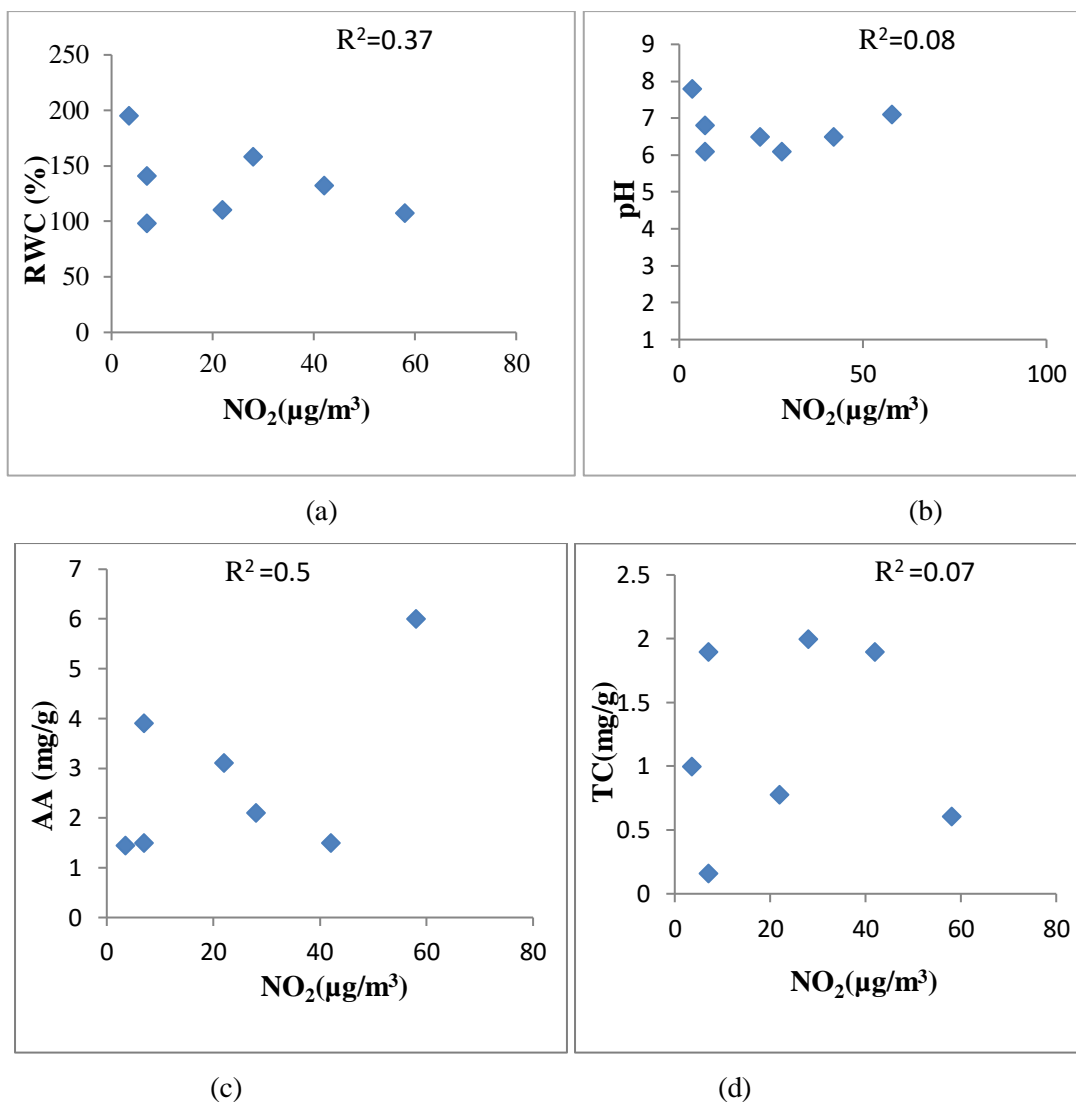 R²=0.37
250
200
150
100
50
0
RWC (%)
0 20 40 60 80
NO₂(µg/m³)
(a)
R²=0.08
9
8
7
6
5
4
3
2
1
pH
0 50 100
NO₂(µg/m³)
(b)
R² =0.5
7
6
5
4
3
2
1
0
AA (mg/g)
0 20 40 60 80
NO₂(µg/m³)
(c)
R²=0.07
2.5
2
1.5
1
0.5
0
TC(mg/g)
0 20 40 60 80
NO₂(µg/m³)
(d)